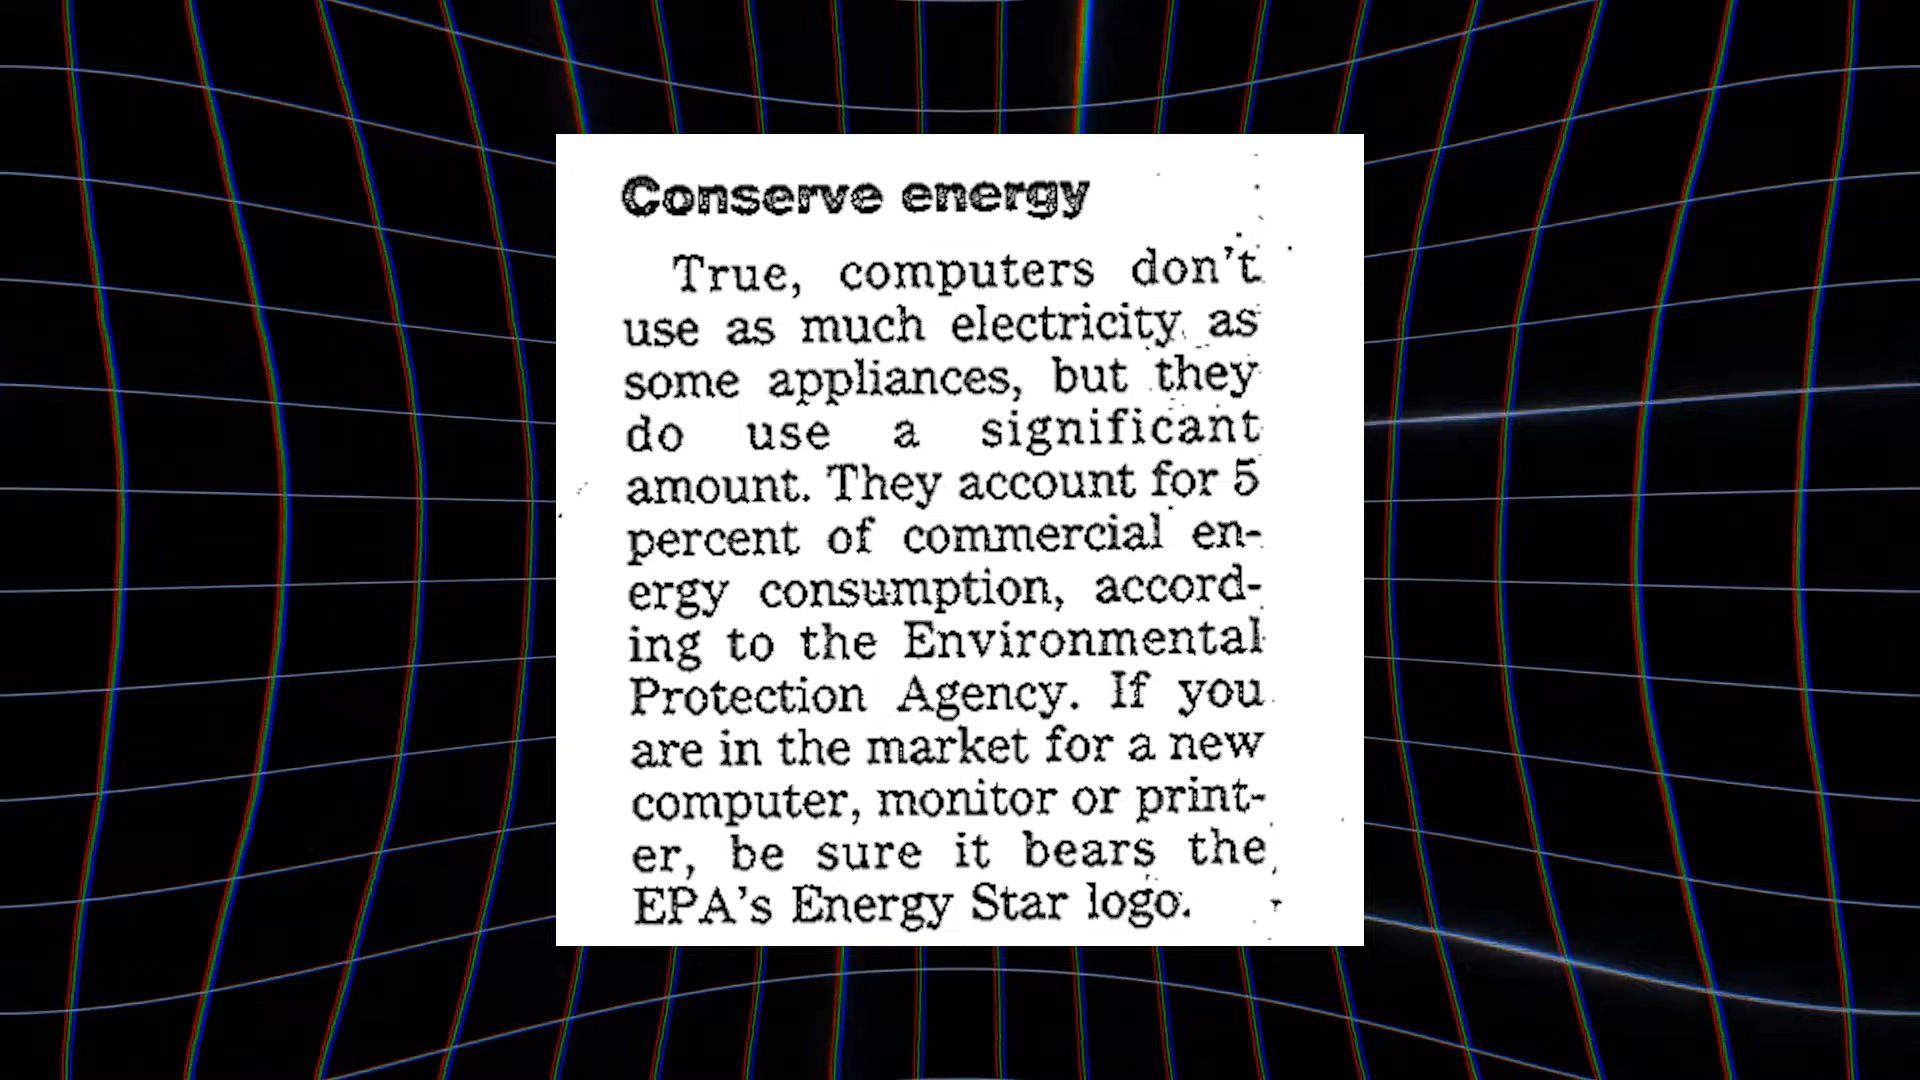 Conserve energy
True, computers don't
use as much electricity as
some appliances, but they
do use a significant
amount. They account for 5
percent of commercial en-
ergy consumption, accord-
ing to the Environmental
Protection Agency. If you
are in the market for a new
computer, monitor or print-
er, be sure it bears the
EPA's Energy Star logo.